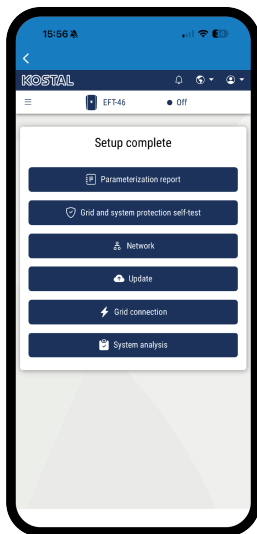 15:56
KOSTAL
EFT-46
Off
Setup complete
Parameterization report
Grid and system protection self-test
Network
Update
Grid connection
System analysis